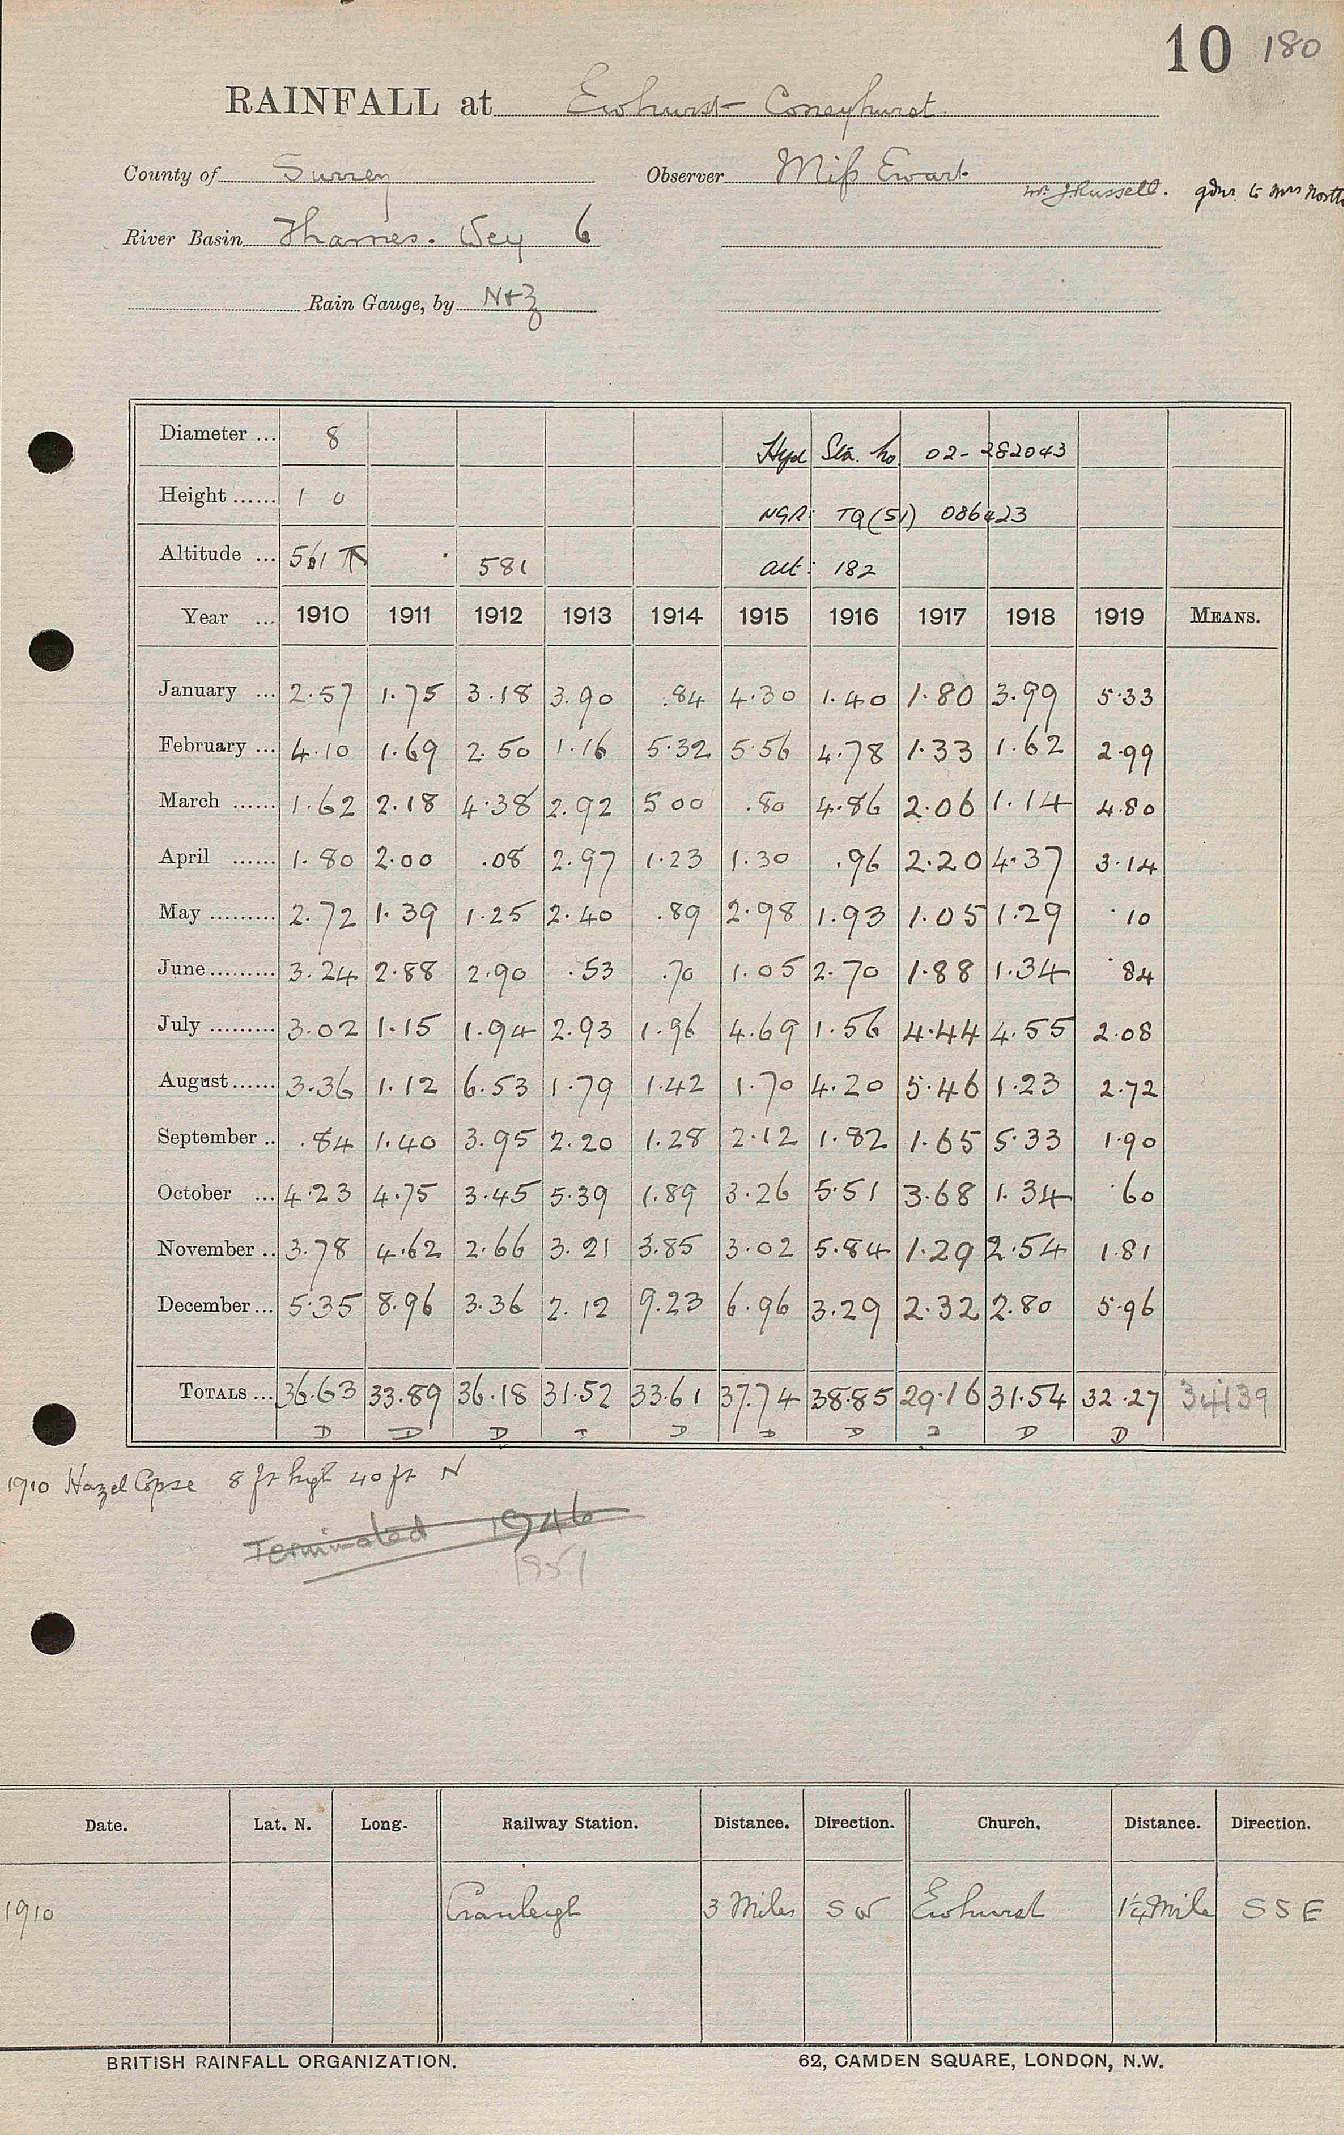 10 180
RAINFALL at Ewhurst Coneyhurst
County of Surrey Observer Miss Ewart
Mr J Russell. gdnr. to Mrs North
River Basin Thames. Wey 6
Rain Gauge, by N+Z
Diameter ... 8 Hyd Stn. No 02-282043
Height ...... 1 0 NGR: TQ(51) 086423
Altitude ... 561 T 581 alt: 182
Year ... 1910 1911 1912 1913 1914 1915 1916 1917 1918 1919 MEANS.
January ... 2.57 1.75 3.18 3.90 .84 4.30 1.40 1.80 3.99 5.33
February ... 4.10 1.69 2.50 1.16 5.32 5.56 4.78 1.33 1.62 2.99
March ...... 1.62 2.18 4.38 2.92 5 00 .80 4.86 2.06 1.14 4.80
April ...... 1.80 2.00 .08 2.97 1.23 1.30 .96 2.20 4.37 3.14
May ......... 2.72 1.39 1.25 2.40 .89 2.98 1.93 1.05 1.29 .10
June ......... 3.24 2.88 2.90 .53 .70 1.05 2.70 1.88 1.34 .84
July ......... 3.02 1.15 1.94 2.93 1.96 4.69 1.56 4.44 4.55 2.08
August ...... 3.36 1.12 6.53 1.79 1.42 1.70 4.20 5.46 1.23 2.72
September .. .84 1.40 3.95 2.20 1.28 2.12 1.82 1.65 5.33 1.90
October ... 4.23 4.75 3.45 5.39 1.89 3.26 5.51 3.68 1.34 .60
November .. 3.78 4.62 2.66 3.21 3.85 3.02 5.84 1.29 2.54 1.81
December ... 5.35 8.96 3.36 2.12 9.23 6.96 3.29 2.32 2.80 5.96
TOTALS ... 36.63 33.89 36.18 31.52 33.61 37.74 38.85 29.16 31.54 32.27 34139
D D D T D D D D D D
1910 Hazel Copse 8 ft hgh 40 ft N
Terminated 1946
1951
Date. Lat. N. Long. Railway Station. Distance. Direction. Church. Distance. Direction.
1910 Cranleigh 3 Miles SW Ewhurst 1¼ Mile SSE
BRITISH RAINFALL ORGANIZATION. 62, CAMDEN SQUARE, LONDON, N.W.